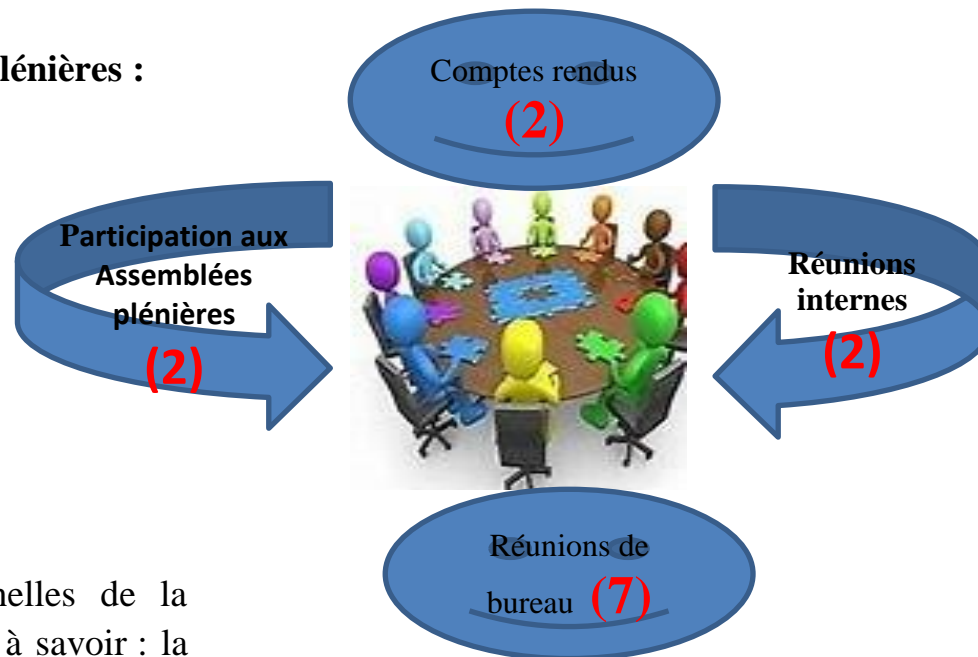 lénières :
Comptes rendus
(2)
Participation aux
Assemblées
plénières
(2)
Réunions
internes
(2)
Réunions de
bureau (7)
nelles de la
à savoir : la